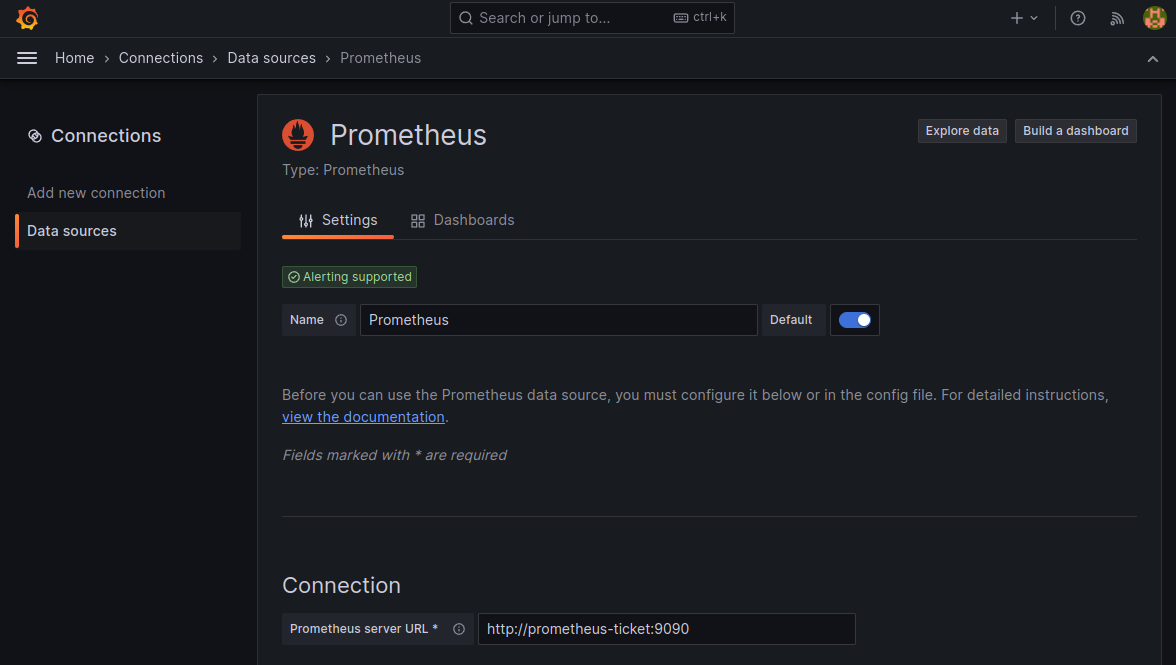 Search or jump to... ctrl+k
Home › Connections › Data sources › Prometheus
Connections
Add new connection
Data sources
Prometheus
Type: Prometheus
Explore data
Build a dashboard
Settings
Dashboards
Alerting supported
Name Prometheus Default
Before you can use the Prometheus data source, you must configure it below or in the config file. For detailed instructions,
view the documentation.
Fields marked with * are required
Connection
Prometheus server URL * http://prometheus-ticket:9090